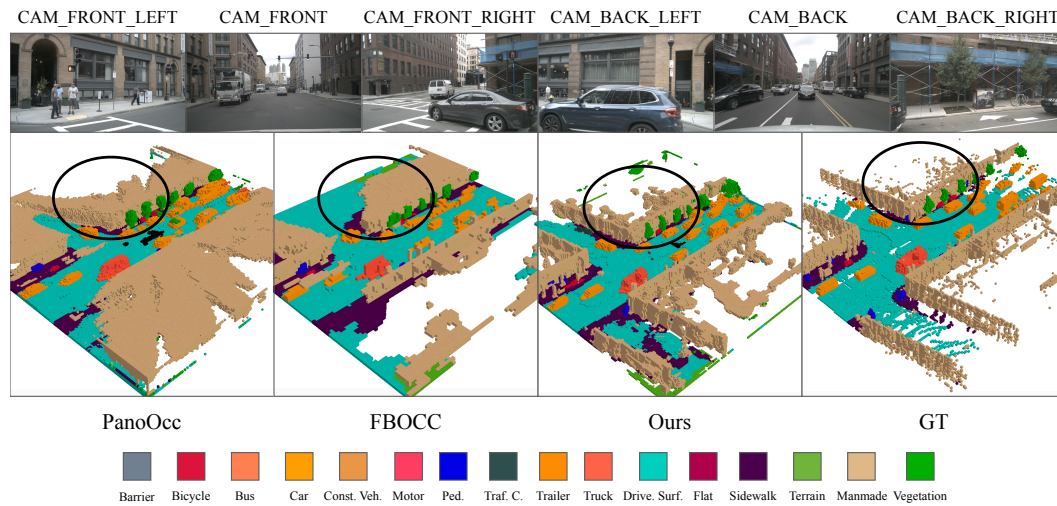 CAM_FRONT_LEFT CAM_FRONT CAM_FRONT_RIGHT CAM_BACK_LEFT CAM_BACK CAM_BACK_RIGHT
PanoOcc FBOCC Ours GT
Barrier Bicycle Bus Car Const. Veh. Motor Ped. Traf. C. Trailer Truck Drive. Surf. Flat Sidewalk Terrain Manmade Vegetation